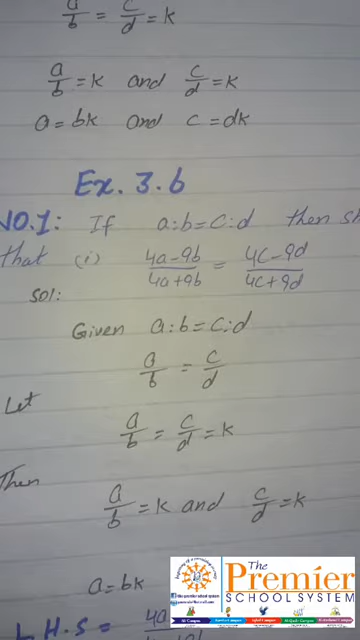 a/b = c/d = k
a/b = k and c/d = k
a = bk and c = dk
Ex. 3.6
NO.1: If a:b = c:d then sh
that (i) 4a-9b/4a+9b = 4c-9d/4c+9d
Sol:
Given a:b = c:d
a/b = c/d
Let
a/b = c/d = k
Then
a/b = k and c/d = k
a = bk
L.H.S = 4a
The
Premier
SCHOOL SYSTEM